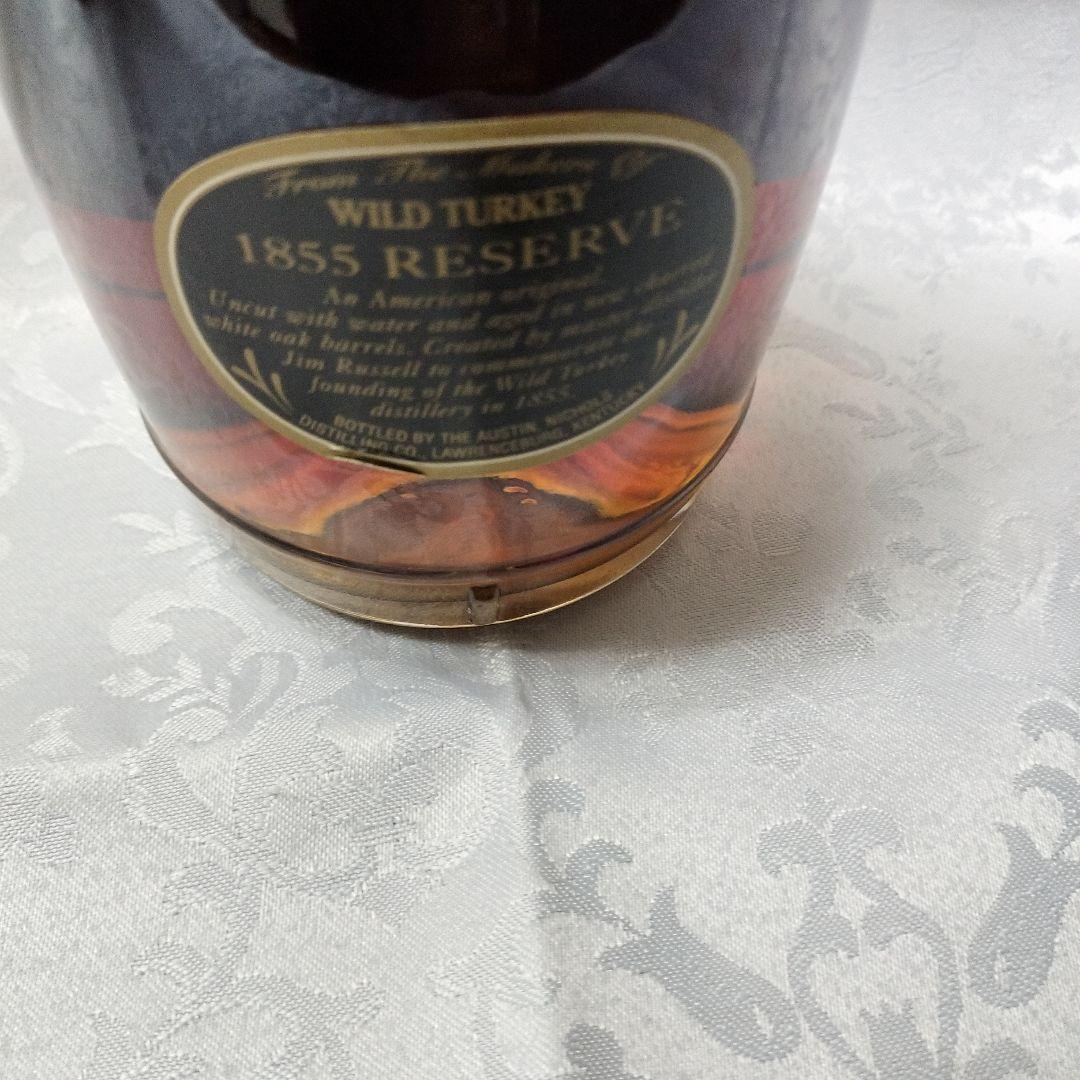 From The Makers Of
WILD TURKEY
1855 RESERVE
An American original.
Uncut with water and aged in new charred
white oak barrels. Created by master distiller
Jim Russell to commemorate the
founding of the Wild Turkey
distillery in 1855.
BOTTLED BY THE AUSTIN, NICHOLS
DISTILLING CO., LAWRENCEBURG, KENTUCKY